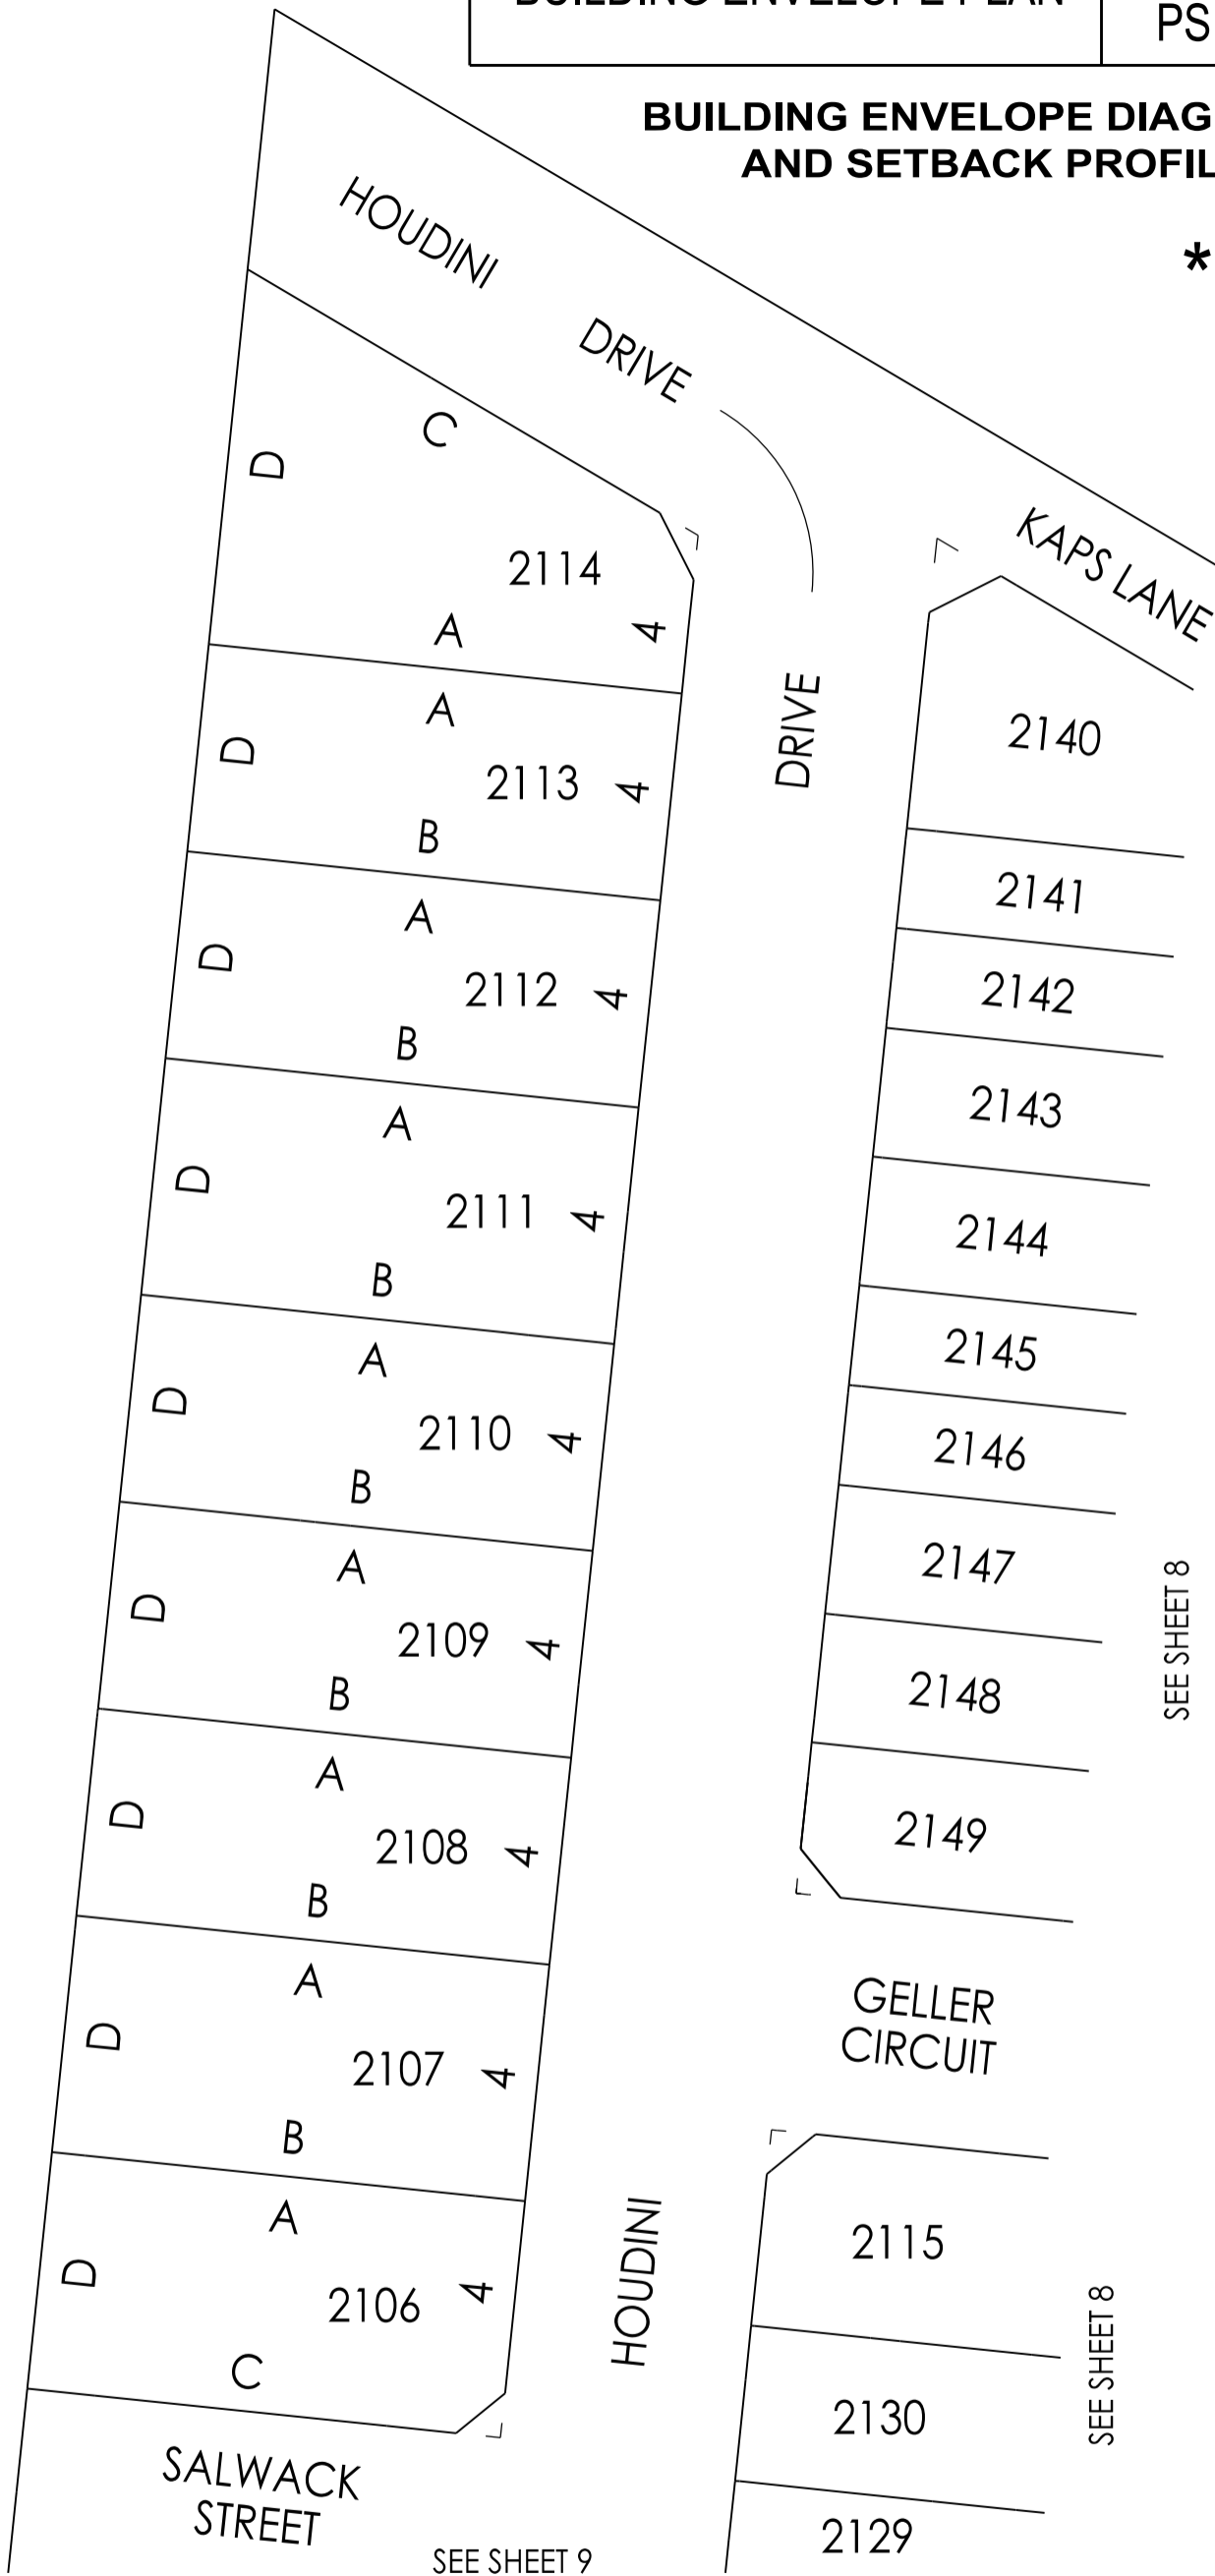 BUILDING ENVELOPE PLAN
PS
BUILDING ENVELOPE DIAG
AND SETBACK PROFIL
*
HOUDINI DRIVE
KAPS LANE
C
D
2114
A
4
DRIVE
A
D
2113
4
B
A
D
2112
4
B
A
D
2111
4
B
A
D
2110
4
B
A
D
2109
4
B
A
D
2108
4
B
A
D
2107
4
B
A
D
2106
4
C
HOUDINI
2140
2141
2142
2143
2144
2145
2146
2147
2148
2149
SEE SHEET 8
GELLER
CIRCUIT
2115
2130
2129
SEE SHEET 8
SALWACK
STREET
SEE SHEET 9